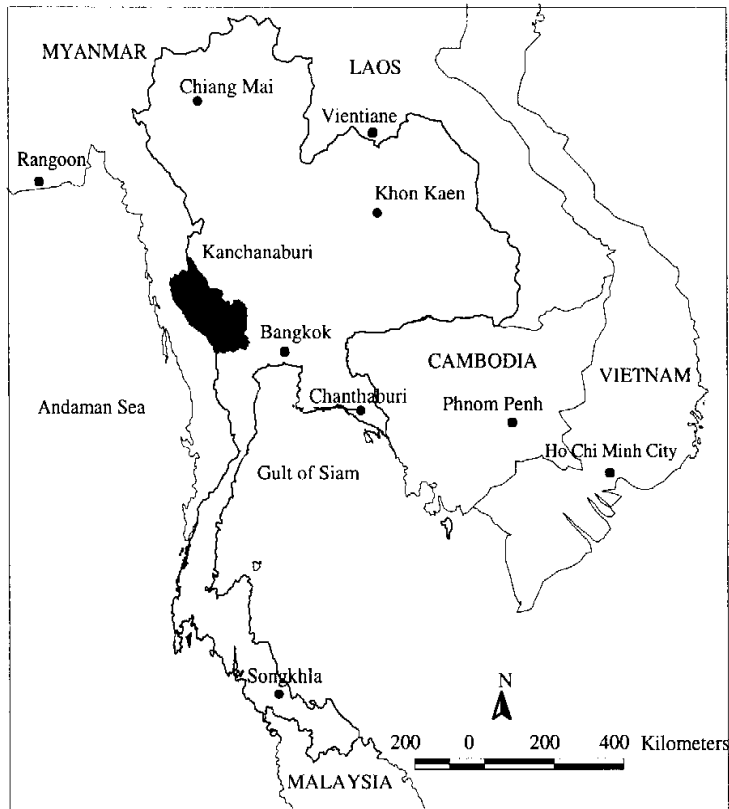 MYANMAR
LAOS
Chiang Mai
Vientiane
Rangoon
Khon Kaen
Kanchanaburi
Bangkok
CAMBODIA
VIETNAM
Chanthaburi
Phnom Penh
Andaman Sea
Ho Chi Minh City
Gult of Siam
Songkhla
N
200 0 200 400 Kilometers
MALAYSIA